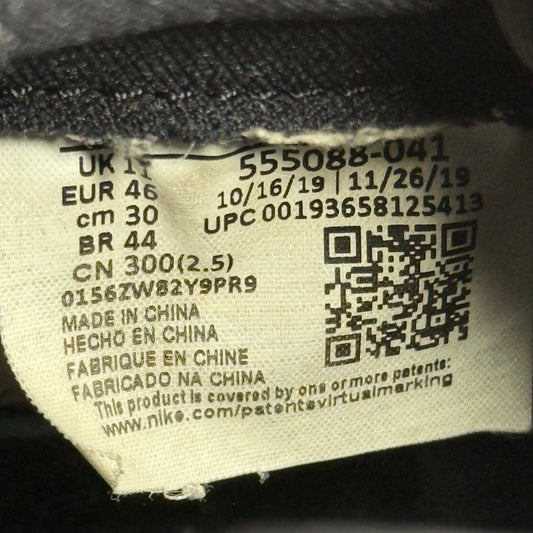 UK 11 555088-041
EUR 46 10/16/19 | 11/26/19
cm 30 UPC 00193658125413
BR 44
CN 300(2.5)
0156ZW82Y9PR9
MADE IN CHINA
HECHO EN CHINA
FABRIQUE EN CHINE
FABRICADO NA CHINA
This product is covered by one or more patents:
www.nike.com/patentsvirtualmarking